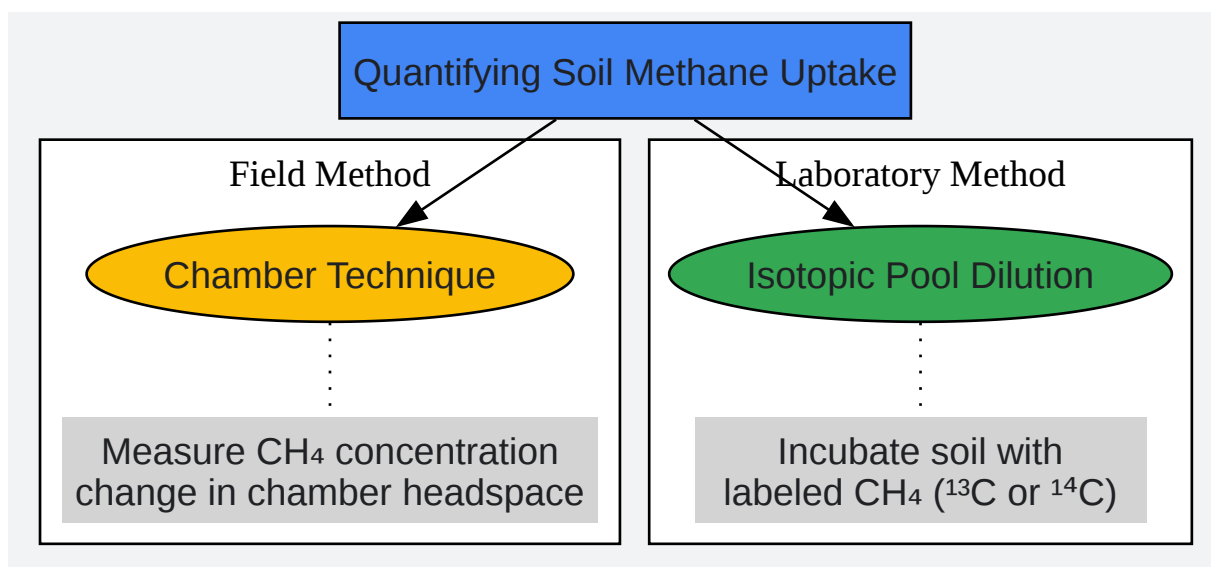 Quantifying Soil Methane Uptake
Field Method
Chamber Technique
Measure CH₄ concentration
change in chamber headspace
Laboratory Method
Isotopic Pool Dilution
Incubate soil with
labeled CH₄ (¹³C or ¹⁴C)